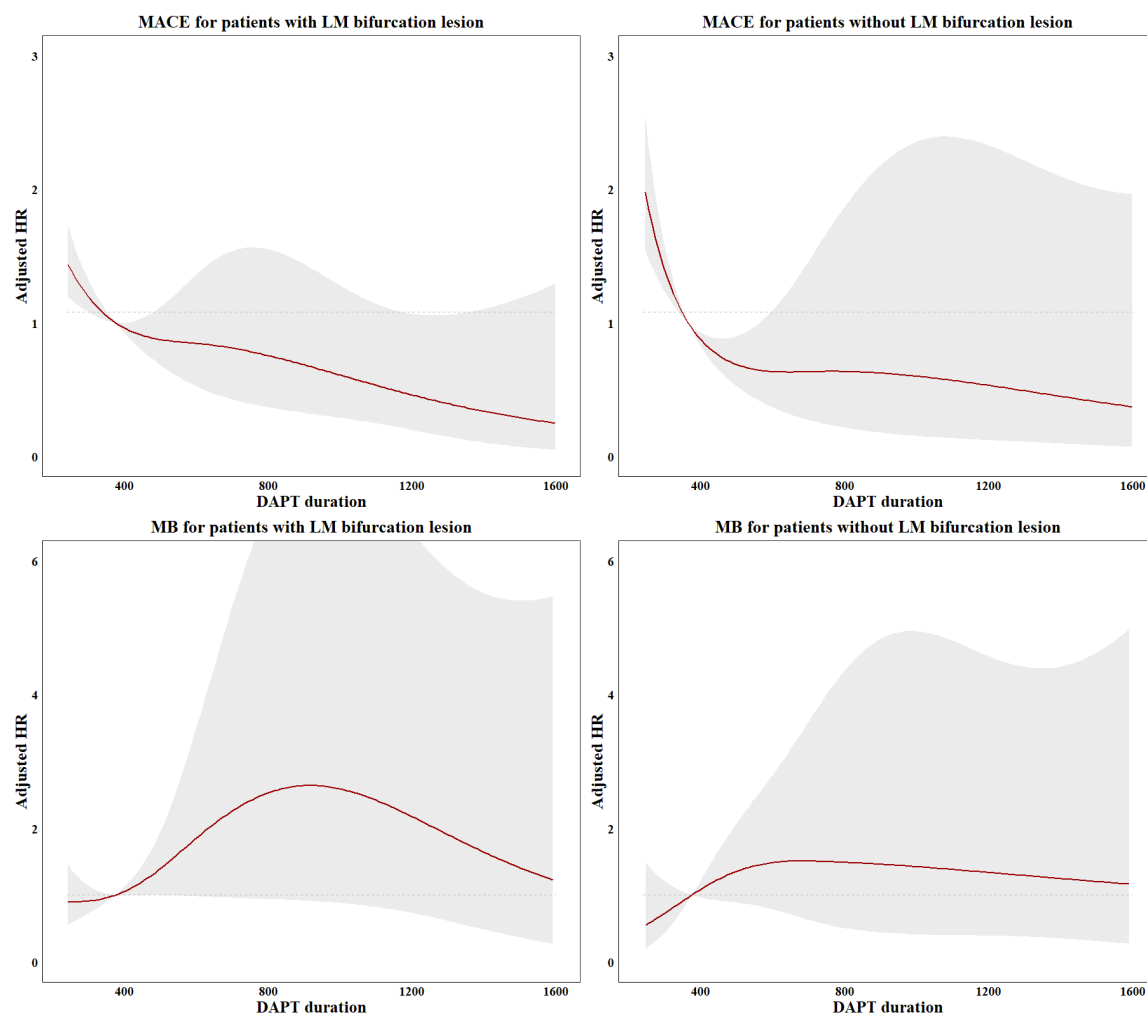 MACE for patients with LM bifurcation lesion
3
2
1
0
Adjusted HR
400
800
1200
1600
DAPT duration
MACE for patients without LM bifurcation lesion
3
2
1
0
Adjusted HR
400
800
1200
1600
DAPT duration
MB for patients with LM bifurcation lesion
6
4
2
0
Adjusted HR
400
800
1200
1600
DAPT duration
MB for patients without LM bifurcation lesion
6
4
2
0
Adjusted HR
400
800
1200
1600
DAPT duration